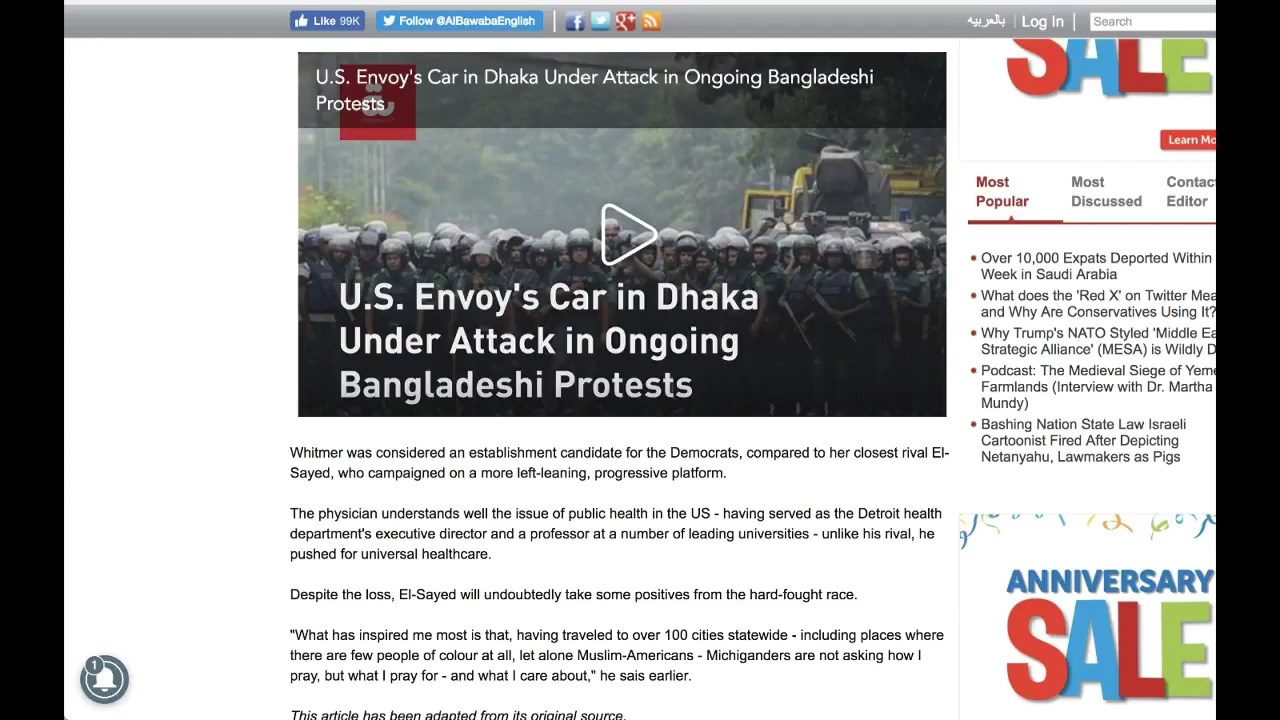 Like 99K
Follow @AlBawabaEnglish
بالعربيه
Log In
Search
U.S. Envoy's Car in Dhaka Under Attack in Ongoing Bangladeshi
Protests
U.S. Envoy's Car in Dhaka
Under Attack in Ongoing
Bangladeshi Protests
Whitmer was considered an establishment candidate for the Democrats, compared to her closest rival El-
Sayed, who campaigned on a more left-leaning, progressive platform.
The physician understands well the issue of public health in the US - having served as the Detroit health
department's executive director and a professor at a number of leading universities - unlike his rival, he
pushed for universal healthcare.
Despite the loss, El-Sayed will undoubtedly take some positives from the hard-fought race.
"What has inspired me most is that, having traveled to over 100 cities statewide - including places where
there are few people of colour at all, let alone Muslim-Americans - Michiganders are not asking how I
pray, but what I pray for - and what I care about," he sais earlier.
This article has been adapted from its original source.
1
SALE
Learn Mo
Most
Popular
Most
Discussed
Contac
Editor
Over 10,000 Expats Deported Within
Week in Saudi Arabia
What does the 'Red X' on Twitter Mea
and Why Are Conservatives Using It?
Why Trump's NATO Styled 'Middle Ea
Strategic Alliance' (MESA) is Wildly D
Podcast: The Medieval Siege of Yeme
Farmlands (Interview with Dr. Martha
Mundy)
Bashing Nation State Law Israeli
Cartoonist Fired After Depicting
Netanyahu, Lawmakers as Pigs
ANNIVERSARY
SALE